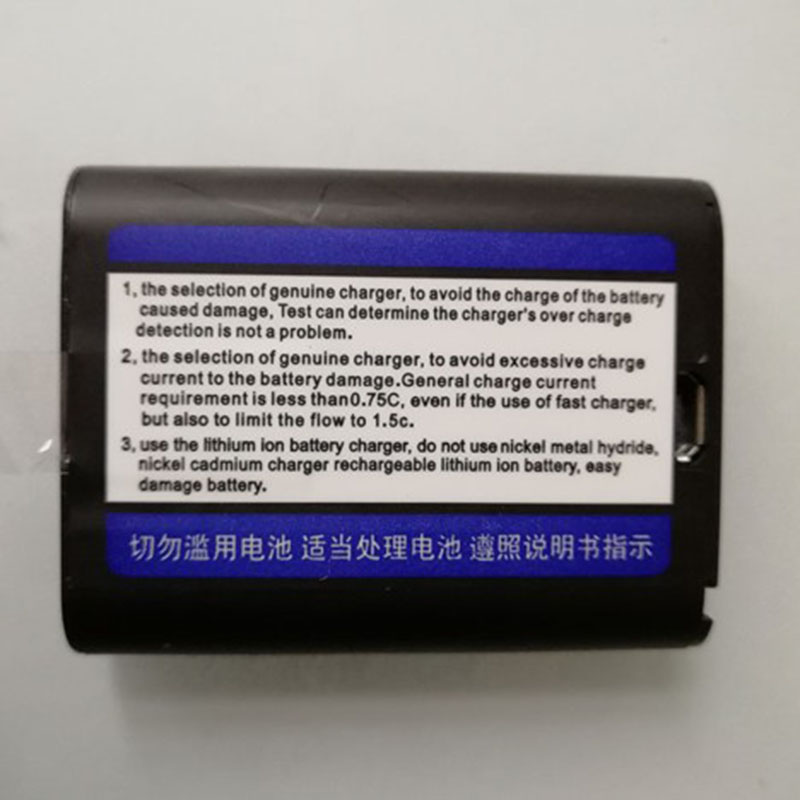 1, the selection of genuine charger, to avoid the charge of the battery
caused damage, Test can determine the charger's over charge
detection is not a problem.
2, the selection of genuine charger, to avoid excessive charge
current to the battery damage.General charge current
requirement is less than0.75C, even if the use of fast charger,
but also to limit the flow to 1.5c.
3, use the lithium ion battery charger, do not use nickel metal hydride,
nickel cadmium charger rechargeable lithium ion battery, easy
damage battery.
切勿滥用电池 适当处理电池 遵照说明书指示